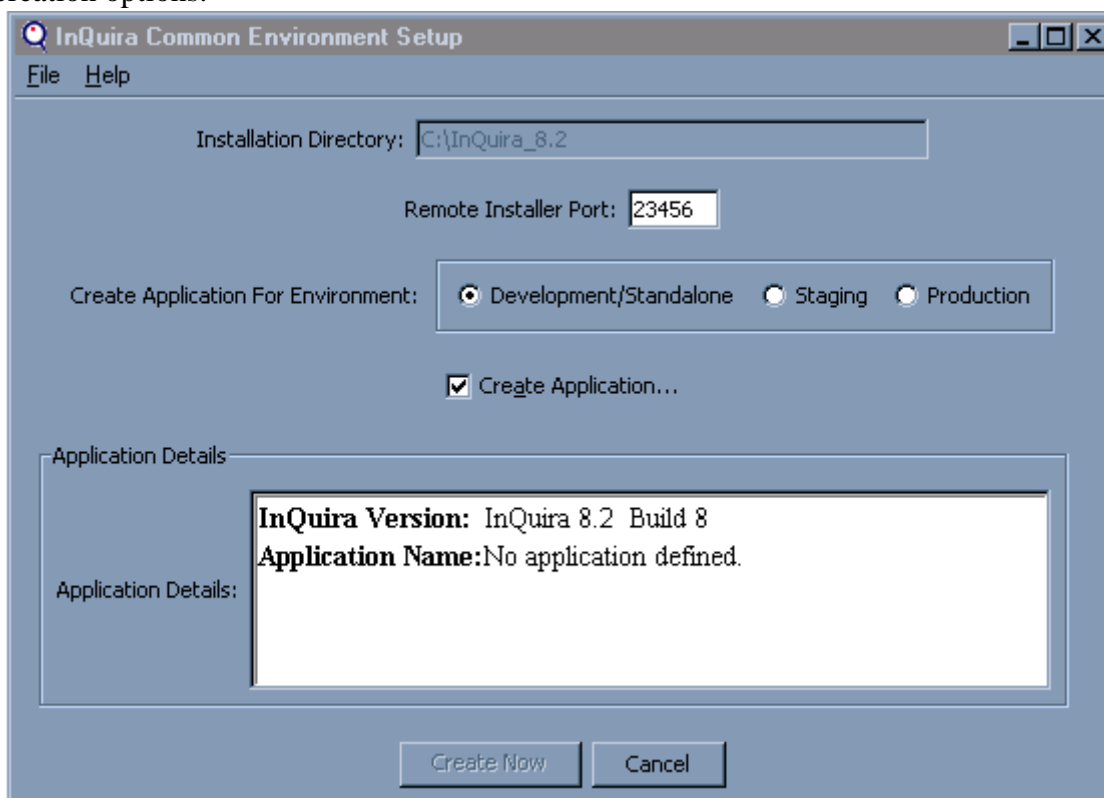 creation options.
InQuira Common Environment Setup
File Help
Installation Directory: C:\InQuira_8.2
Remote Installer Port: 23456
Create Application For Environment: Development/Standalone Staging Production
Create Application...
Application Details
InQuira Version: InQuira 8.2 Build 8
Application Name:No application defined.
Application Details:
Create Now Cancel